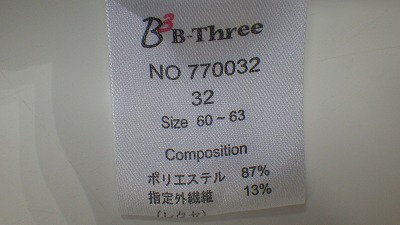 B3 B-Three
NO 770032
32
Size 60~63
Composition
ポリエステル 87%
指定外繊維 13%